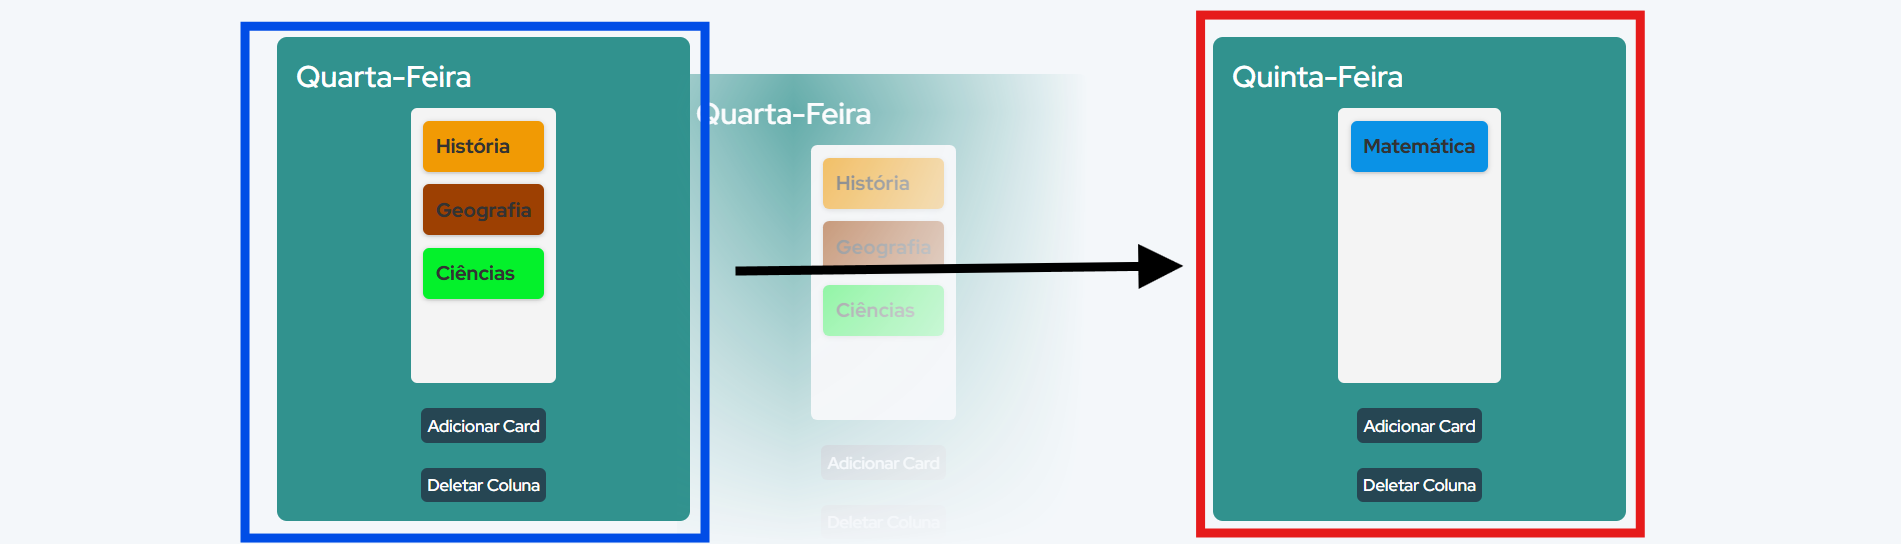 Quarta-Feira
História
Geografia
Ciências
Adicionar Card
Deletar Coluna
Quarta-Feira
História
Geografia
Ciências
Adicionar Card
Deletar Coluna
Quinta-Feira
Matemática
Adicionar Card
Deletar Coluna